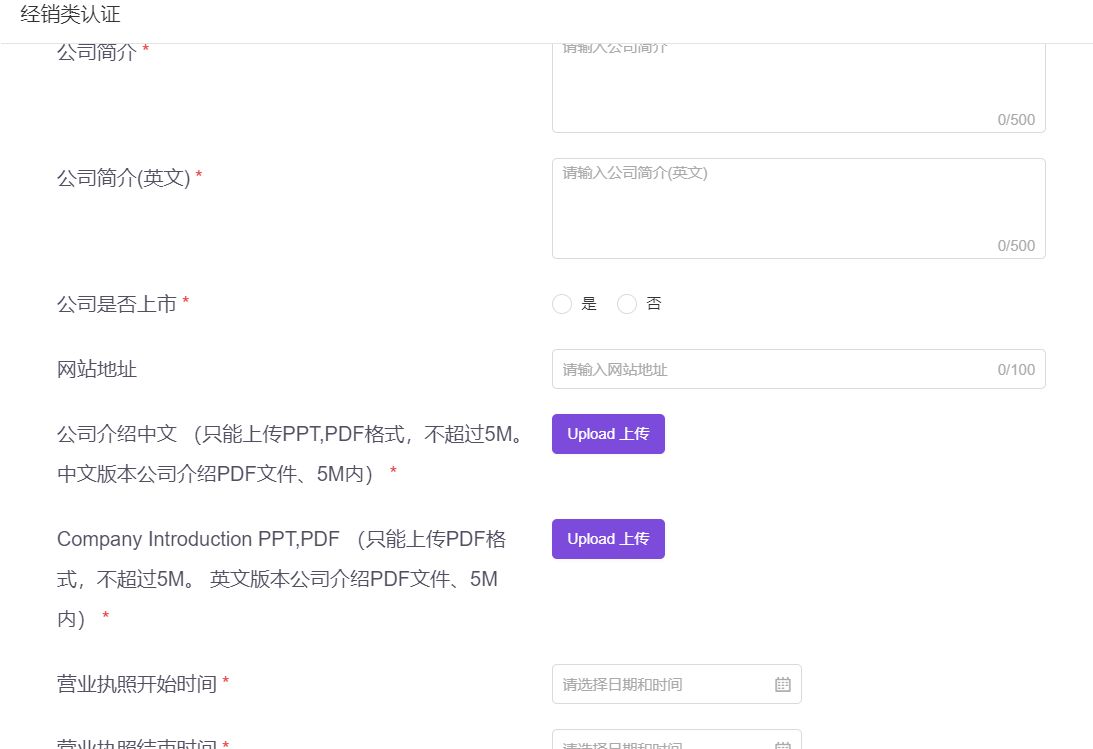 经销类认证
公司简介 *
请输入公司简介
0/500
公司简介(英文) *
请输入公司简介(英文)
0/500
公司是否上市 *
是 否
网站地址
请输入网站地址 0/100
公司介绍中文 （只能上传PPT,PDF格式，不超过5M。
中文版本公司介绍PDF文件、5M内） *
Upload 上传
Company Introduction PPT,PDF （只能上传PDF格
式，不超过5M。 英文版本公司介绍PDF文件、5M
内） *
Upload 上传
营业执照开始时间 *
请选择日期和时间
营业执照结束时间 *
请选择日期和时间